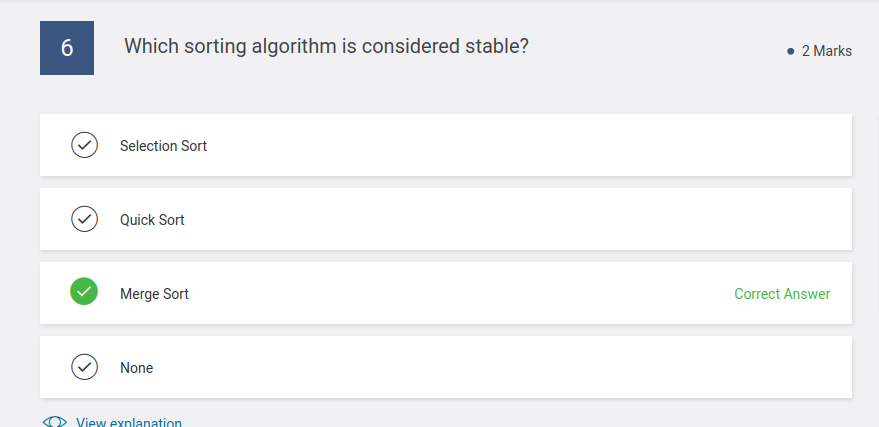 6
Which sorting algorithm is considered stable?
2 Marks
Selection Sort
Quick Sort
Merge Sort
Correct Answer
None
View explanation